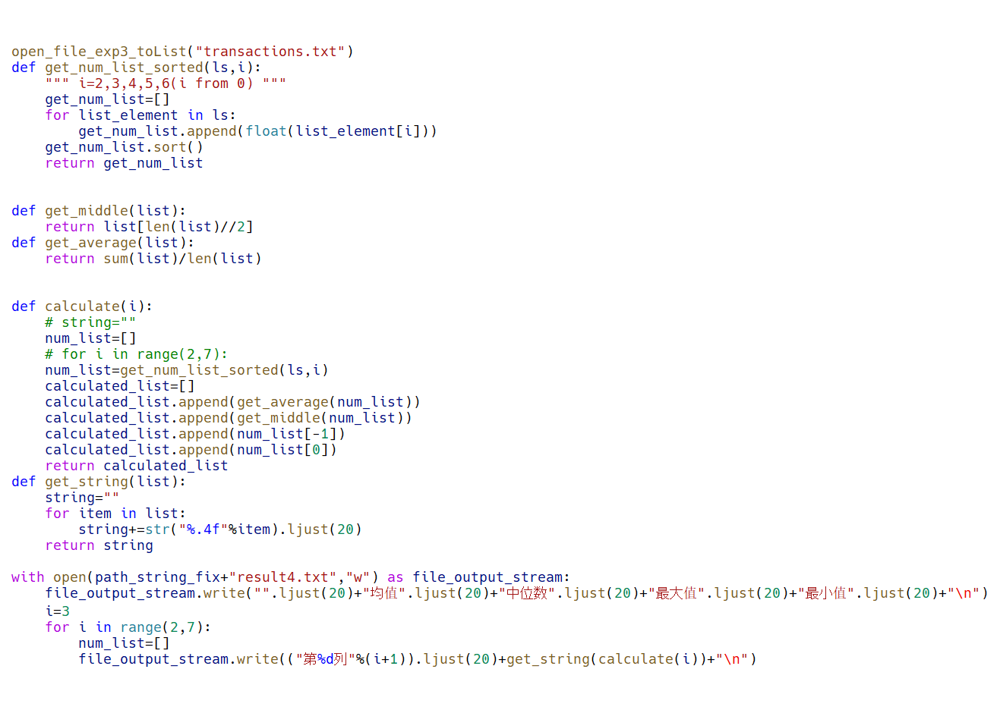 open_file_exp3_toList("transactions.txt")
def get_num_list_sorted(ls,i):
    """ i=2,3,4,5,6(i from 0) """
    get_num_list=[]
    for list_element in ls:
        get_num_list.append(float(list_element[i]))
    get_num_list.sort()
    return get_num_list
def get_middle(list):
    return list[len(list)//2]
def get_average(list):
    return sum(list)/len(list)
def calculate(i):
    # string=""
    num_list=[]
    # for i in range(2,7):
    num_list=get_num_list_sorted(ls,i)
    calculated_list=[]
    calculated_list.append(get_average(num_list))
    calculated_list.append(get_middle(num_list))
    calculated_list.append(num_list[-1])
    calculated_list.append(num_list[0])
    return calculated_list
def get_string(list):
    string=""
    for item in list:
        string+=str("%.4f"%item).ljust(20)
    return string
with open(path_string_fix+"result4.txt","w") as file_output_stream:
    file_output_stream.write("".ljust(20)+"均值".ljust(20)+"中位数".ljust(20)+"最大值".ljust(20)+"最小值".ljust(20)+"\n")
    i=3
    for i in range(2,7):
        num_list=[]
        file_output_stream.write(("第%d列"%(i+1)).ljust(20)+get_string(calculate(i))+"\n")